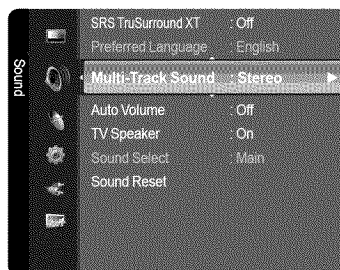 Sound
SRS TruSurround XT : Off
Preferred Language : English
Multi-Track Sound : Stereo
Auto Volume : Off
TV Speaker : On
Sound Select : Main
Sound Reset